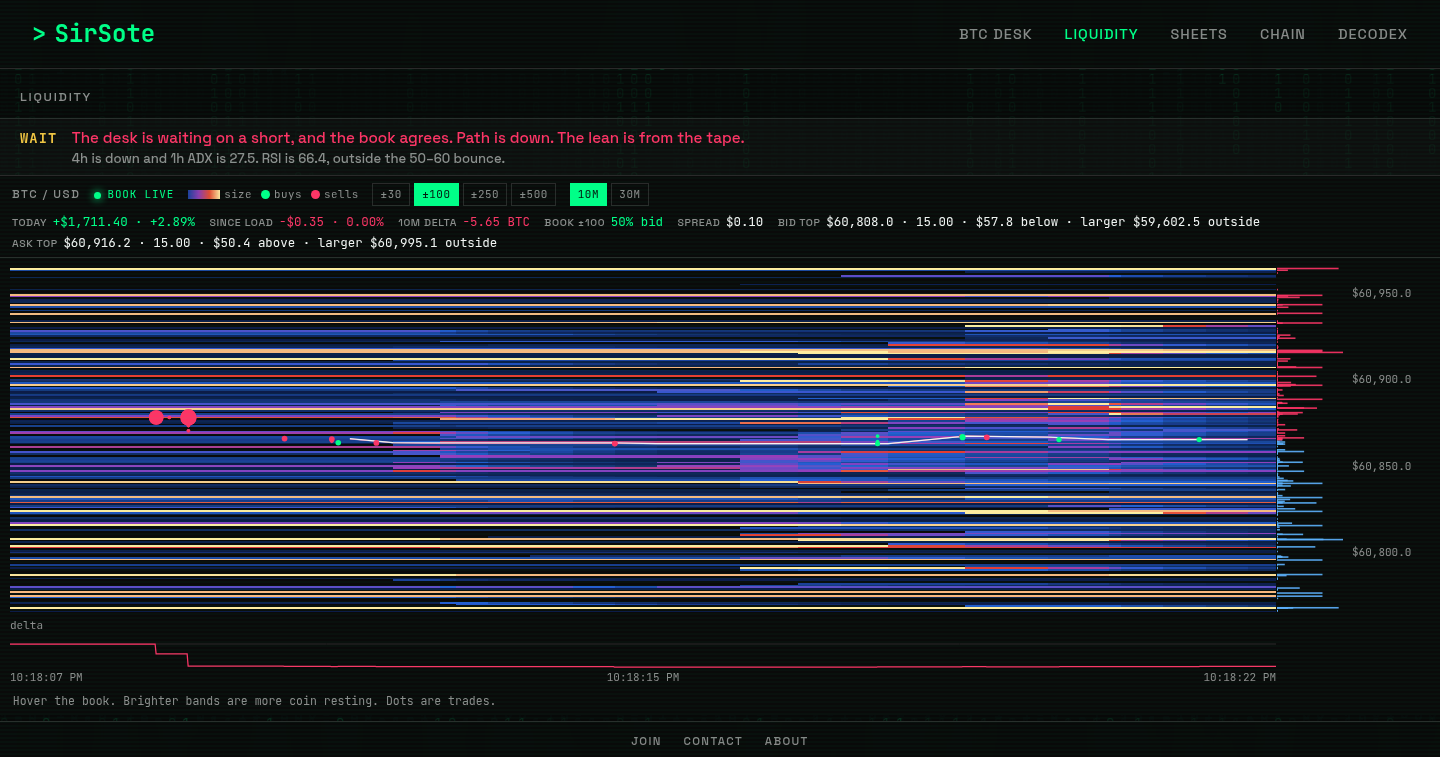 > SirSote
BTC DESK LIQUIDITY SHEETS CHAIN DECODEX
LIQUIDITY
WAIT The desk is waiting on a short, and the book agrees. Path is down. The lean is from the tape.
4h is down and 1h ADX is 27.5. RSI is 66.4, outside the 50–60 bounce.
BTC / USD BOOK LIVE size buys sells ±30 ±100 ±250 ±500 10M 30M
TODAY +$1,711.40 · +2.89% SINCE LOAD -$0.35 · 0.00% 10M DELTA -5.65 BTC BOOK ±100 50% bid SPREAD $0.10 BID TOP $60,808.0 · 15.00 · $57.8 below · larger $59,602.5 outside
ASK TOP $60,916.2 · 15.00 · $50.4 above · larger $60,995.1 outside
$60,950.0
$60,900.0
$60,850.0
$60,800.0
delta
10:18:07 PM 10:18:15 PM 10:18:22 PM
Hover the book. Brighter bands are more coin resting. Dots are trades.
JOIN CONTACT ABOUT